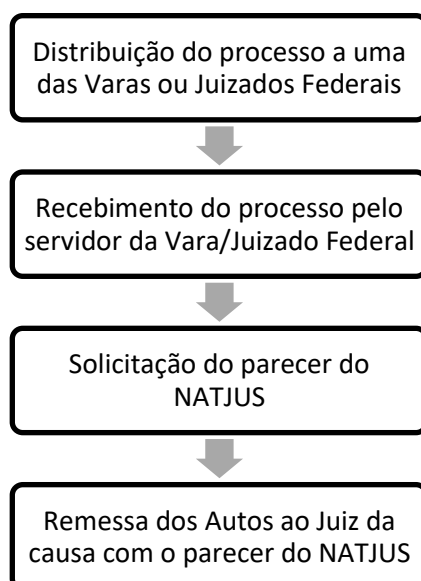 Distribuição do processo a uma
das Varas ou Juizados Federais
Recebimento do processo pelo
servidor da Vara/Juizado Federal
Solicitação do parecer do
NATJUS
Remessa dos Autos ao Juiz da
causa com o parecer do NATJUS